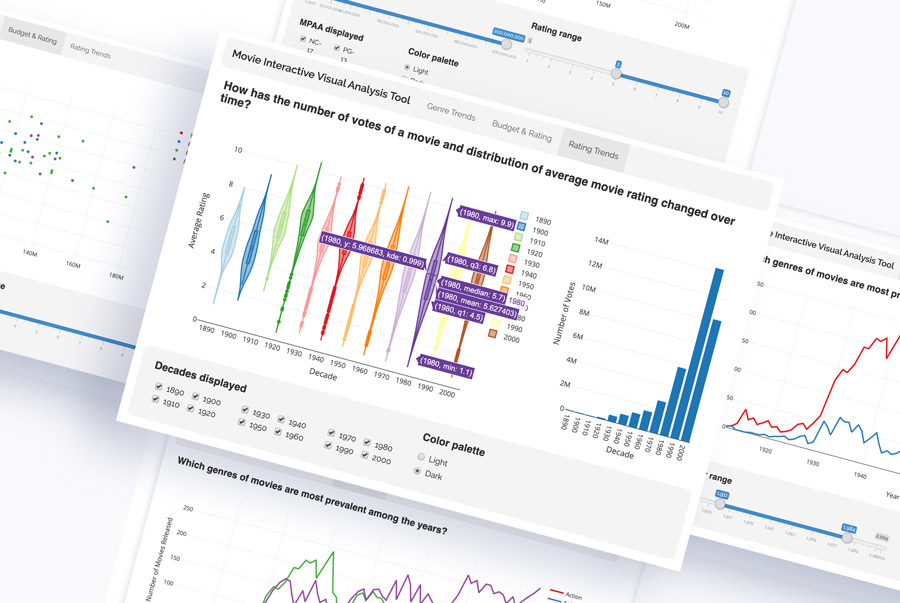 Budget & Rating
Rating Trends
140M
160M
180M
150M
200M
MPAA displayed
NC-17
PG-13
Color palette
Light
200,000,000
Rating range
5
10
Movie Interactive Visual Analysis Tool
Genre Trends
Budget & Rating
Rating Trends
How has the number of votes of a movie and distribution of average movie rating changed over
time?
Average Rating
10
8
6
4
2
0
1890
1900
1910
1920
1930
1940
1950
1960
1970
1980
1990
2000
Decade
(1980, max: 9.9)
(1980, y: 5.968683, kde: 0.999)
(1980, q3: 6.8)
(1980, median: 5.7)
1980
(1980, mean: 5.627403)
(1980, q1: 4.5)
(1980, min: 1.1)
1890
1900
1910
1920
1930
1940
1950
1960
1990
2000
Number of Votes
14M
12M
10M
8M
6M
4M
2M
0
1890
1900
1910
1920
1930
1940
1950
1960
1970
1980
1990
2000
Decade
Decades displayed
1890
1900
1910
1920
1930
1940
1950
1960
1970
1980
1990
2000
Color palette
Light
Dark
e Interactive Visual Analysis Tool
ch genres of movies are most pr
50
00
50
00
50
1920
1930
1940
Year
r range
Which genres of movies are most prevalent among the years?
Number of Movies Released
250
200
150
100
Action